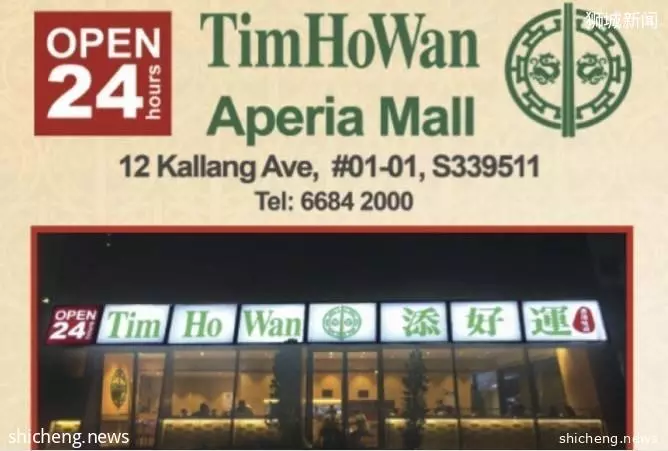 狮城新闻
OPEN
24
hours
TimHoWan
Aperia Mall
12 Kallang Ave, #01-01, S339511
Tel: 6684 2000
OPEN
24
hours
Tim Ho Wan 添好運
shicheng.news
shicheng.news